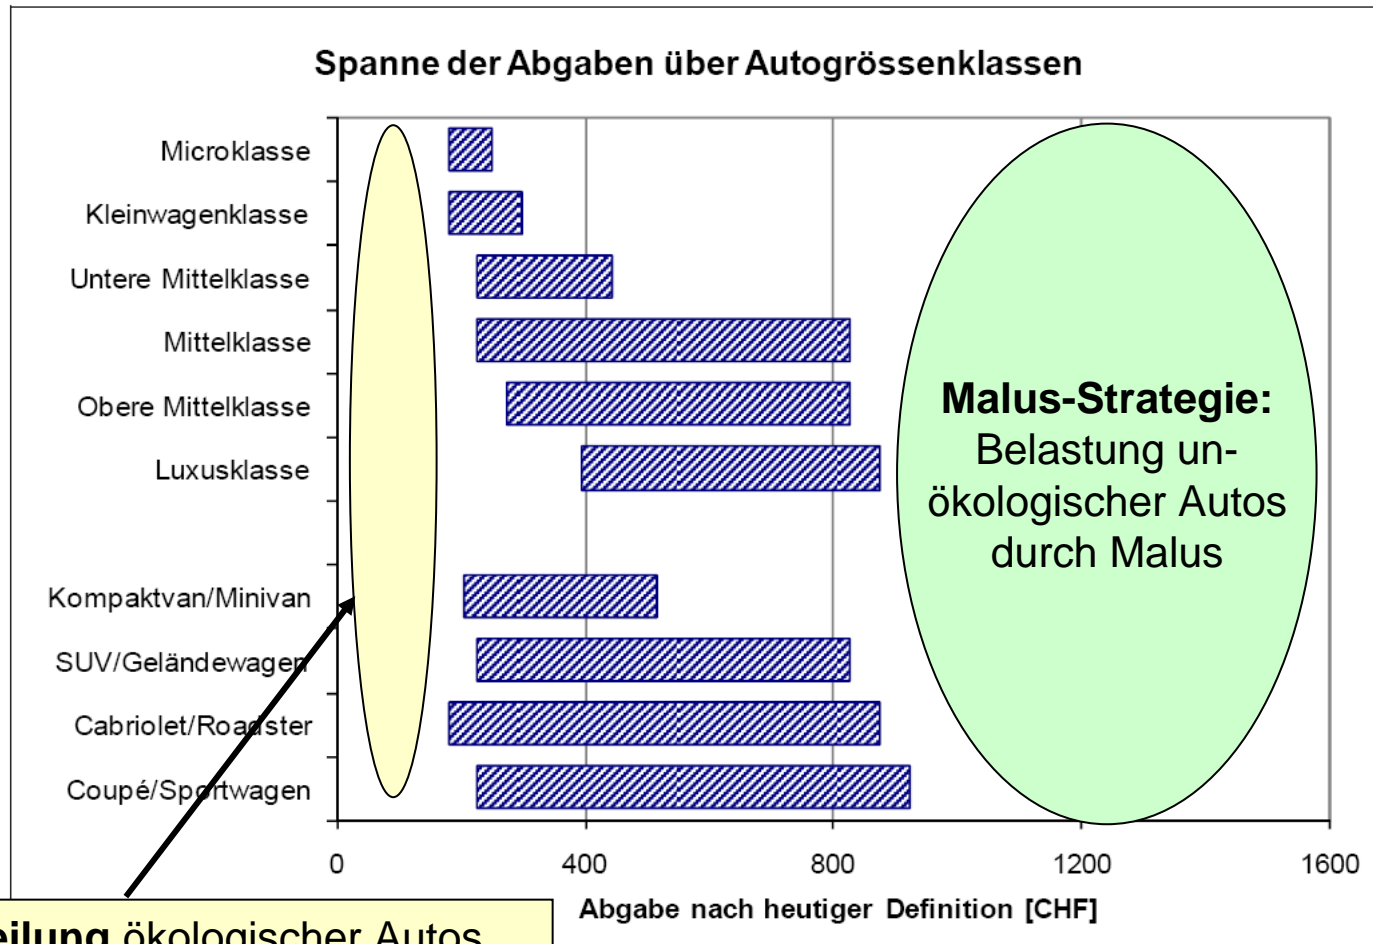 Spanne der Abgaben über Autogrössenklassen
Microklasse
Kleinwagenklasse
Untere Mittelklasse
Mittelklasse
Obere Mittelklasse
Luxusklasse
Kompaktvan/Minivan
SUV/Geländewagen
Cabriolet/Roadster
Coupé/Sportwagen
Malus-Strategie:
Belastung un-
ökologischer Autos
durch Malus
0 400 800 1200 1600
Abgabe nach heutiger Definition [CHF]
eilung ökologischer Autos